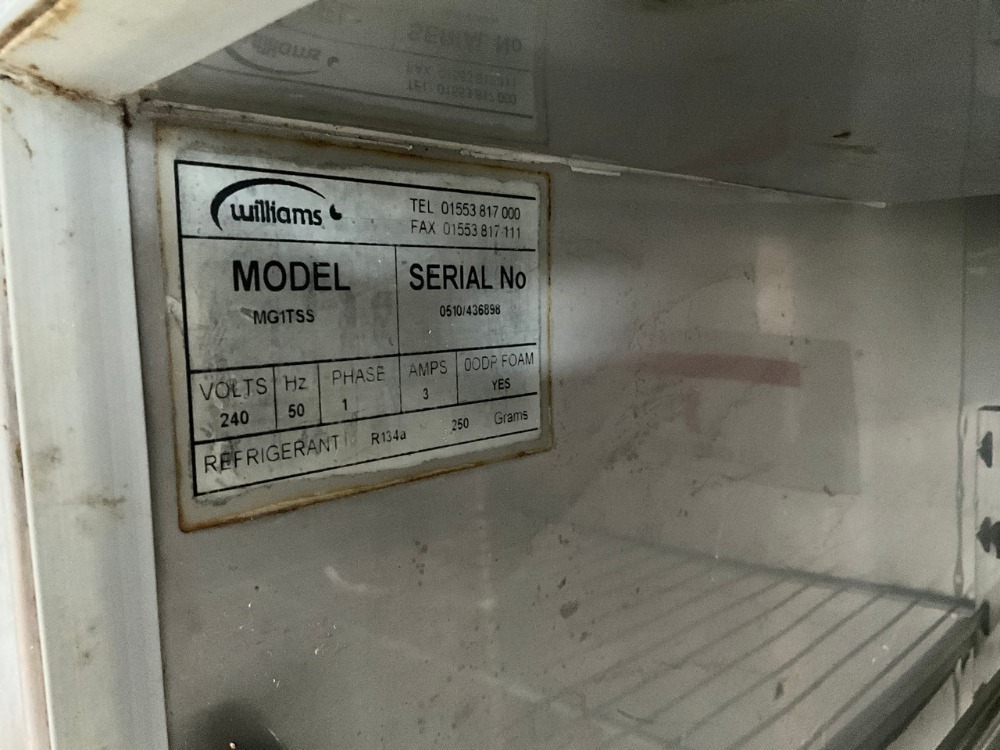 williams
TEL 01553 817 000
FAX 01553 817 111
MODEL
MG1TSS
SERIAL No
0510/436898
VOLTS
240
Hz
50
PHASE
1
AMPS
3
0ODP FOAM
YES
REFRIGERANT R134a 250 Grams